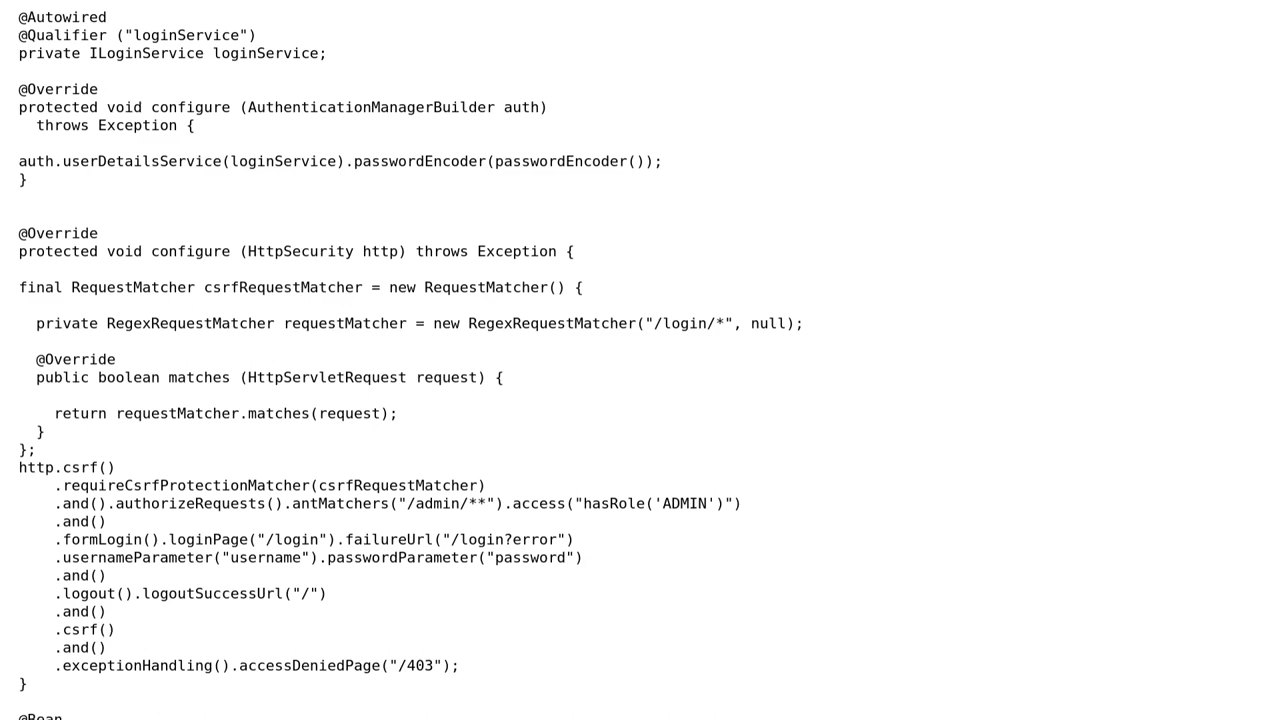 @Autowired
@Qualifier ("loginService")
private ILoginService loginService;
@Override
protected void configure (AuthenticationManagerBuilder auth)
throws Exception {
auth.userDetailsService(loginService).passwordEncoder(passwordEncoder());
}
@Override
protected void configure (HttpSecurity http) throws Exception {
final RequestMatcher csrfRequestMatcher = new RequestMatcher() {
private RegexRequestMatcher requestMatcher = new RegexRequestMatcher("/login/*", null);
@Override
public boolean matches (HttpServletRequest request) {
return requestMatcher.matches(request);
}
};
http.csrf()
.requireCsrfProtectionMatcher(csrfRequestMatcher)
.and().authorizeRequests().antMatchers("/admin/**").access("hasRole('ADMIN')")
.and()
.formLogin().loginPage("/login").failureUrl("/login?error")
.usernameParameter("username").passwordParameter("password")
.and()
.logout().logoutSuccessUrl("/")
.and()
.csrf()
.and()
.exceptionHandling().accessDeniedPage("/403");
}
@Bean